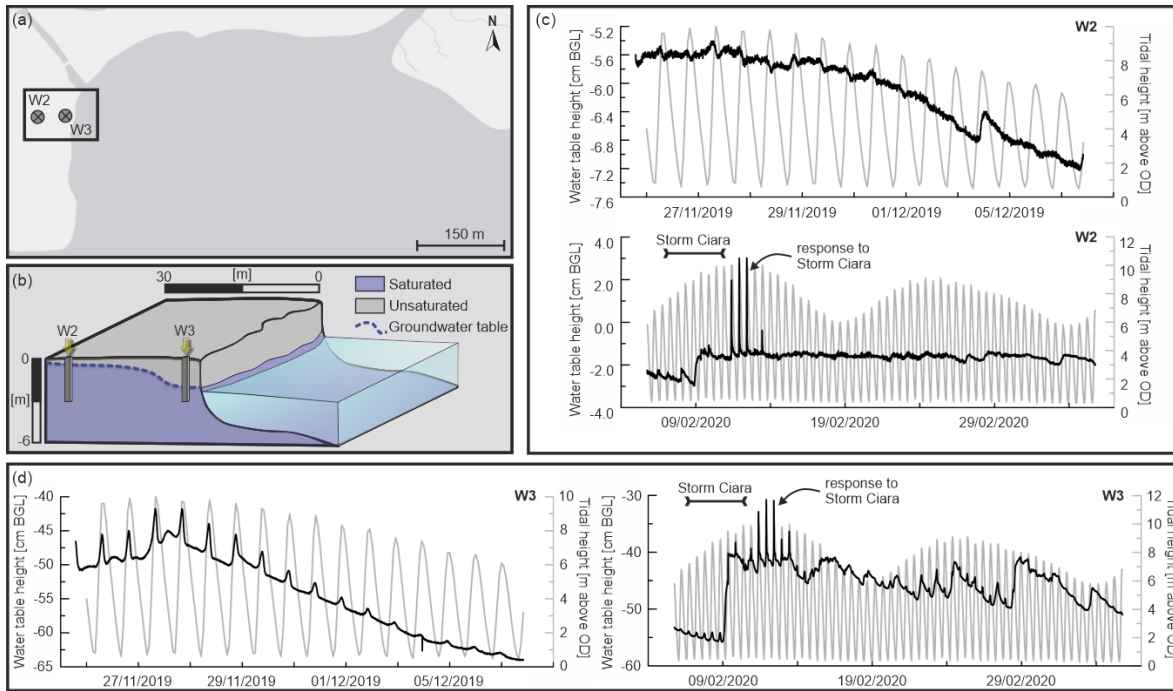 (a)
N
W2
W3
150 m
(b)
30 [m] 0
Saturated
Unsaturated
Groundwater table
W2
W3
0
[m]
-6
(c)
W2
Water table height [cm BGL]
-5.2
-5.6
-6.0
-6.4
-6.8
-7.2
-7.6
Tidal height [m above OD]
10
8
6
4
2
0
27/11/2019 29/11/2019 01/12/2019 05/12/2019
W2
Storm Ciara
response to
Storm Ciara
Water table height [cm BGL]
4.0
2.0
0.0
-2.0
-4.0
Tidal height [m above OD]
12
10
8
6
4
2
0
09/02/2020 19/02/2020 29/02/2020
(d)
W3
Water table height [cm BGL]
-40
-45
-50
-55
-60
-65
Tidal height [m above OD]
10
8
6
4
2
0
27/11/2019 29/11/2019 01/12/2019 05/12/2019
W3
Storm Ciara
response to
Storm Ciara
Water table height [cm BGL]
-30
-40
-50
-60
Tidal height [m above OD]
12
10
8
6
4
2
0
09/02/2020 19/02/2020 29/02/2020